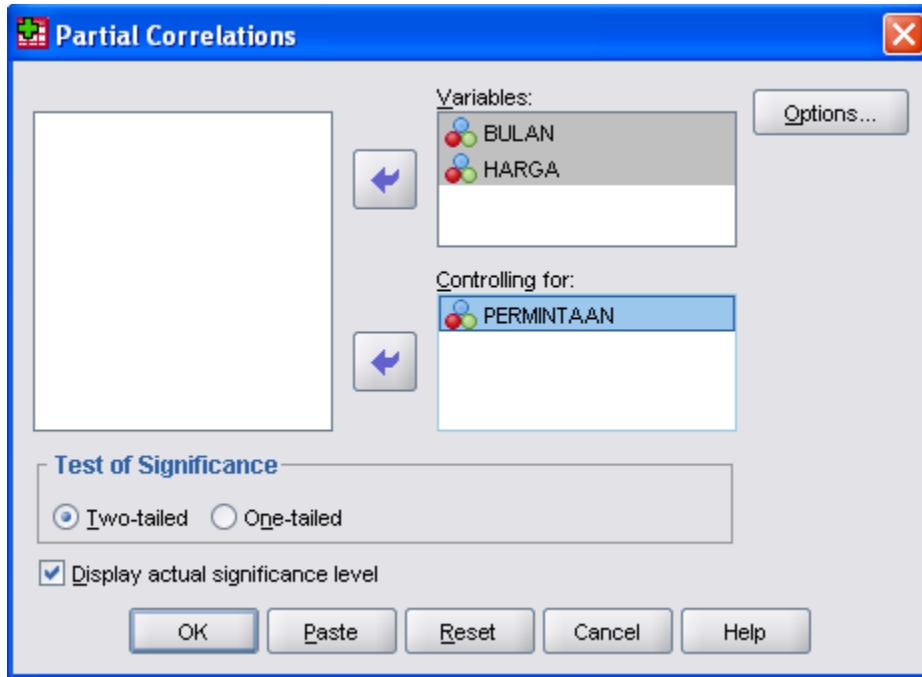 Partial Correlations
Variables:
BULAN
HARGA
Options...
Controlling for:
PERMINTAAN
Test of Significance
Two-tailed One-tailed
Display actual significance level
OK Paste Reset Cancel Help